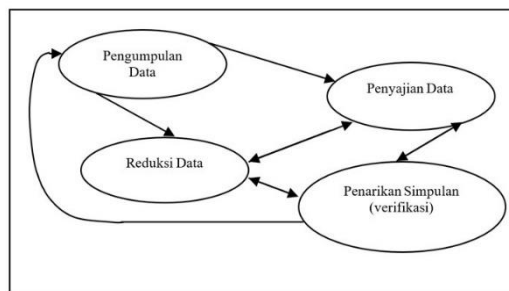 Pengumpulan
Data
Penyajian Data
Reduksi Data
Penarikan Simpulan
(verifikasi)